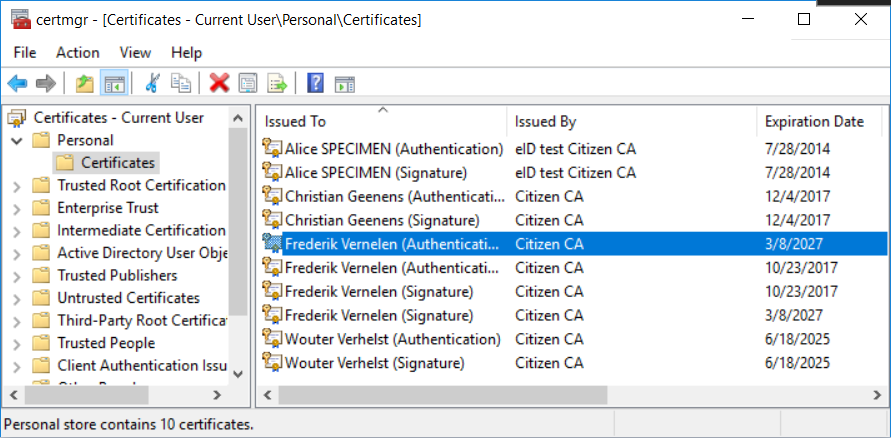 certmgr - [Certificates - Current User\Personal\Certificates]
File Action View Help
Certificates - Current User
Personal
Certificates
Trusted Root Certification
Enterprise Trust
Intermediate Certification
Active Directory User Obje
Trusted Publishers
Untrusted Certificates
Third-Party Root Certifica
Trusted People
Client Authentication Issu
Issued To Issued By Expiration Date
Alice SPECIMEN (Authentication) eID test Citizen CA 7/28/2014
Alice SPECIMEN (Signature) eID test Citizen CA 7/28/2014
Christian Geenens (Authenticati... Citizen CA 12/4/2017
Christian Geenens (Signature) Citizen CA 12/4/2017
Frederik Vernelen (Authenticati... Citizen CA 3/8/2027
Frederik Vernelen (Authenticati... Citizen CA 10/23/2017
Frederik Vernelen (Signature) Citizen CA 10/23/2017
Frederik Vernelen (Signature) Citizen CA 3/8/2027
Wouter Verhelst (Authentication) Citizen CA 6/18/2025
Wouter Verhelst (Signature) Citizen CA 6/18/2025
Personal store contains 10 certificates.